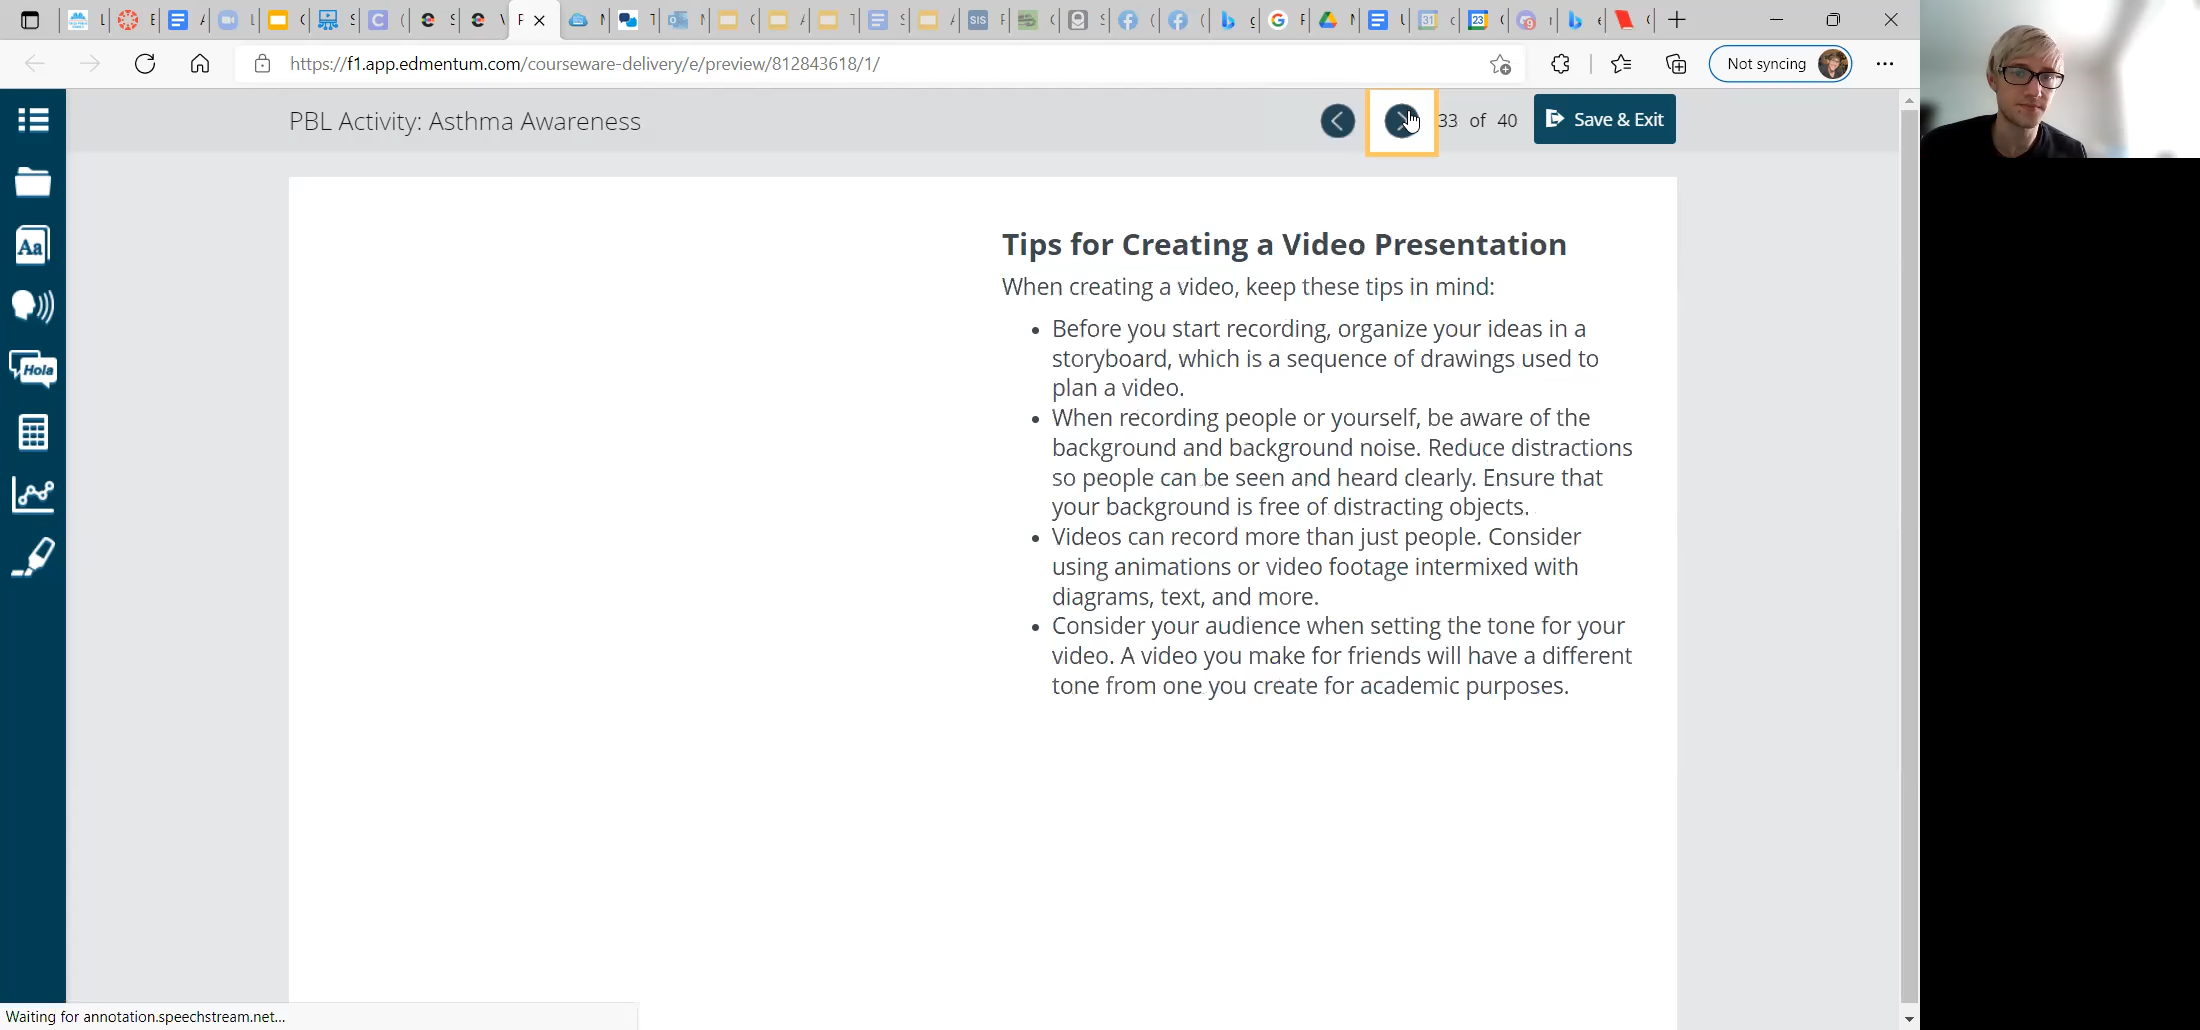 https://f1.app.edmentum.com/courseware-delivery/e/preview/812843618/1/
Not syncing
PBL Activity: Asthma Awareness
33 of 40
Save & Exit
Aa
Hola
Tips for Creating a Video Presentation
When creating a video, keep these tips in mind:
• Before you start recording, organize your ideas in a
storyboard, which is a sequence of drawings used to
plan a video.
• When recording people or yourself, be aware of the
background and background noise. Reduce distractions
so people can be seen and heard clearly. Ensure that
your background is free of distracting objects.
• Videos can record more than just people. Consider
using animations or video footage intermixed with
diagrams, text, and more.
• Consider your audience when setting the tone for your
video. A video you make for friends will have a different
tone from one you create for academic purposes.
Waiting for annotation.speechstream.net...